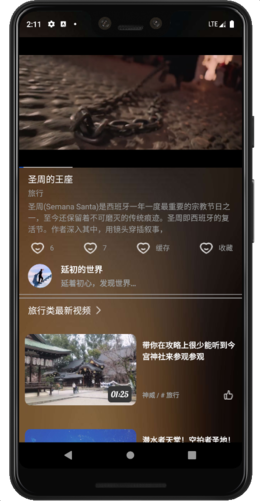 2:11
LTE
圣周的王座
旅行
圣周(Semana Santa)是西班牙一年一度最重要的宗教节日之
一，至今还保留着不可磨灭的传统痕迹。圣周即西班牙的复
活节，作者深入其中，用镜头穿插叙事，
6
7
缓存
收藏
延初的世界
延着初心，发现世界…
旅行类最新视频
带你在攻略上很少能听到今
宫神社来参观参观
01:25
神威 / # 旅行
潜水者天堂！空拍者圣地！